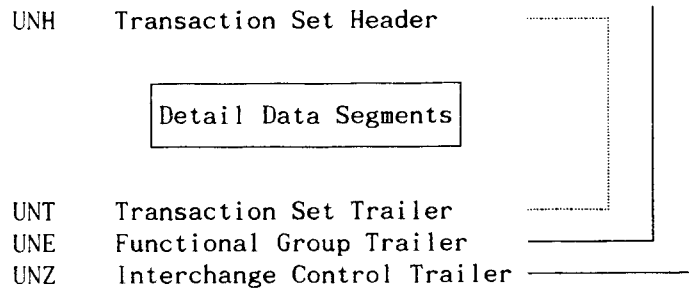 UNH Transaction Set Header
Detail Data Segments
UNT Transaction Set Trailer
UNE Functional Group Trailer
UNZ Interchange Control Trailer